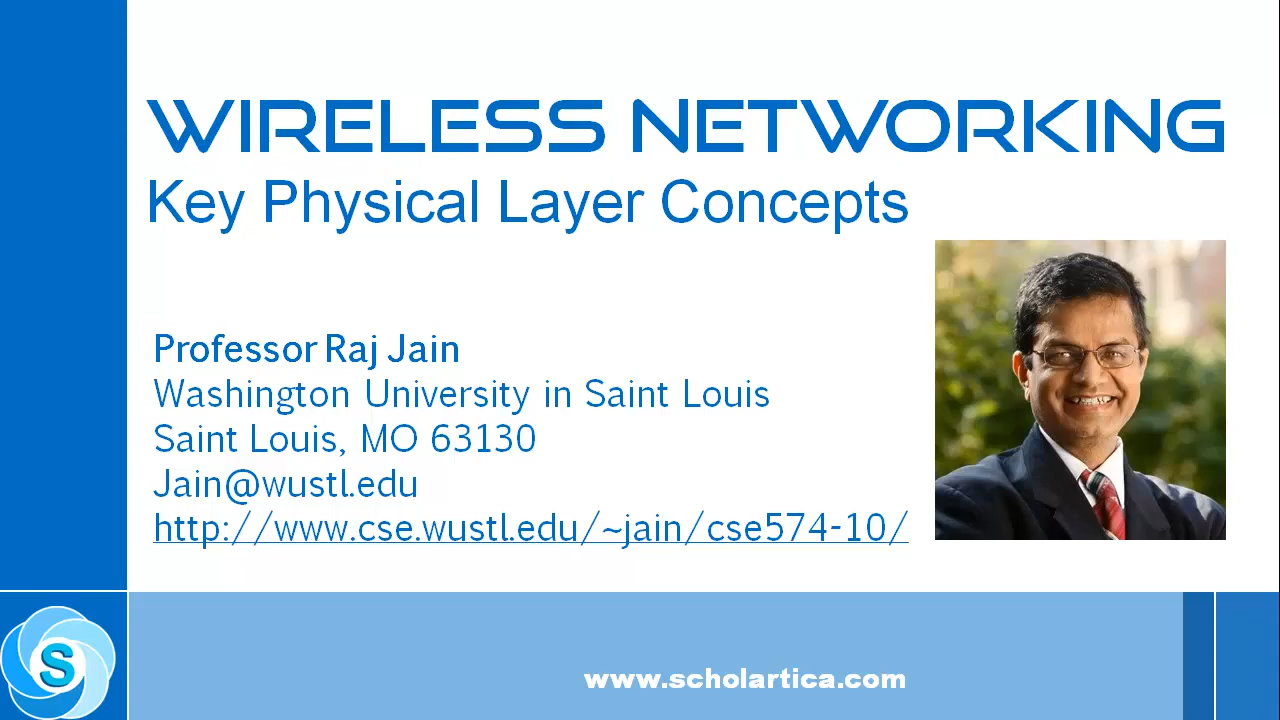 WIRELESS NETWORKING
Key Physical Layer Concepts
Professor Raj Jain
Washington University in Saint Louis
Saint Louis, MO 63130
Jain@wustl.edu
http://www.cse.wustl.edu/~jain/cse574-10/
S
www.scholartica.com